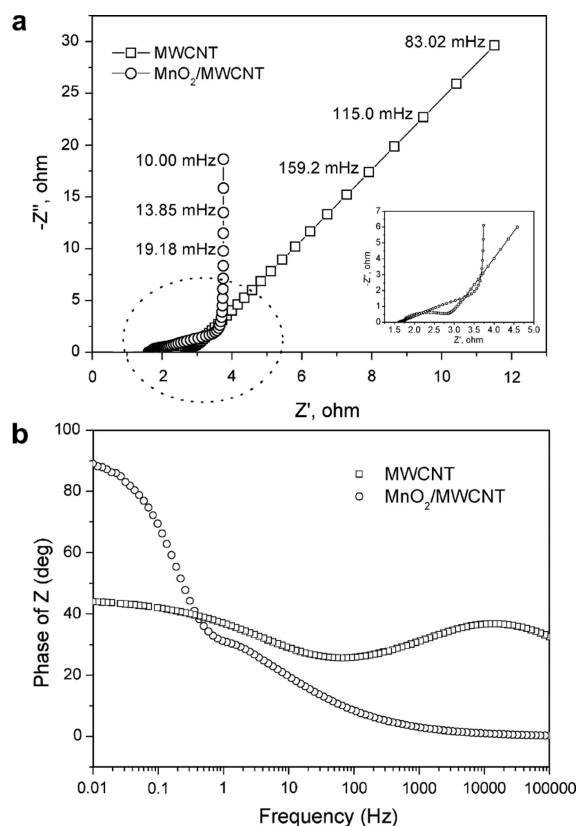 a
MWCNT
MnO2/MWCNT
30
25
20
15
10
5
0
-Z'', ohm
83.02 mHz
115.0 mHz
159.2 mHz
10.00 mHz
13.85 mHz
19.18 mHz
7
6
5
4
3
2
1
0
-Z'', ohm
1.0 1.5 2.0 2.5 3.0 3.5 4.0 4.5 5.0
Z', ohm
0 2 4 6 8 10 12
Z', ohm
b
MWCNT
MnO2/MWCNT
100
80
60
40
20
0
Phase of Z (deg)
0.01 0.1 1 10 100 1000 10000 100000
Frequency (Hz)